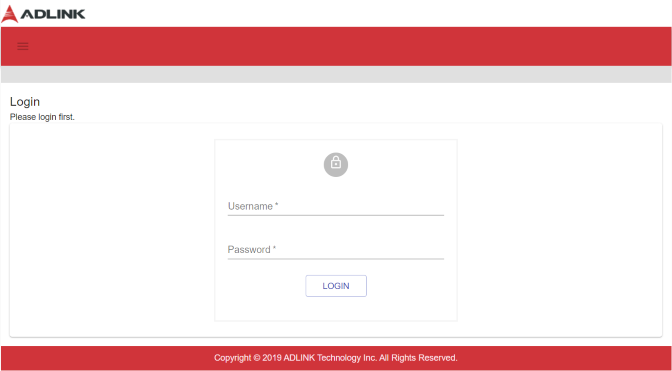 ADLINK
Login
Please login first.
Username *
Password *
LOGIN
Copyright © 2019 ADLINK Technology Inc. All Rights Reserved.